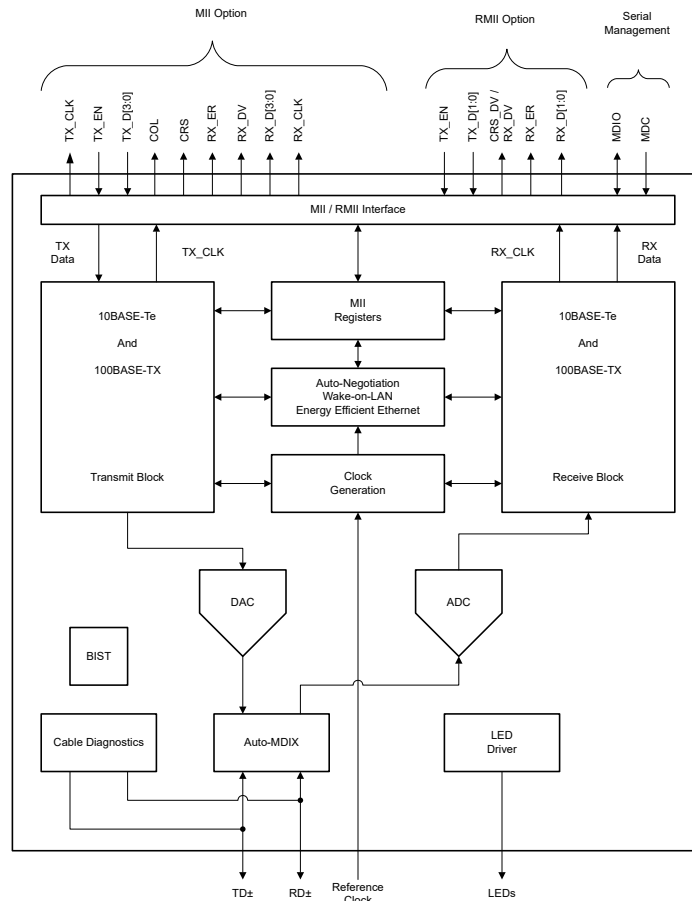 MII Option
RMII Option
Serial
Management
TX_CLK
TX_EN
TX_D[3:0]
COL
CRS
RX_ER
RX_DV
RX_D[3:0]
RX_CLK
TX_EN
TX_D[1:0]
CRS_DV /
RX_DV
RX_ER
RX_D[1:0]
MDIO
MDC
MII / RMII Interface
TX
Data
TX_CLK
RX_CLK
RX
Data
10BASE-Te
And
100BASE-TX
Transmit Block
MII
Registers
Auto-Negotiation
Wake-on-LAN
Energy Efficient Ethernet
Clock
Generation
10BASE-Te
And
100BASE-TX
Receive Block
DAC
ADC
BIST
Cable Diagnostics
Auto-MDIX
LED
Driver
TD±
RD±
Reference
Clock
LEDs